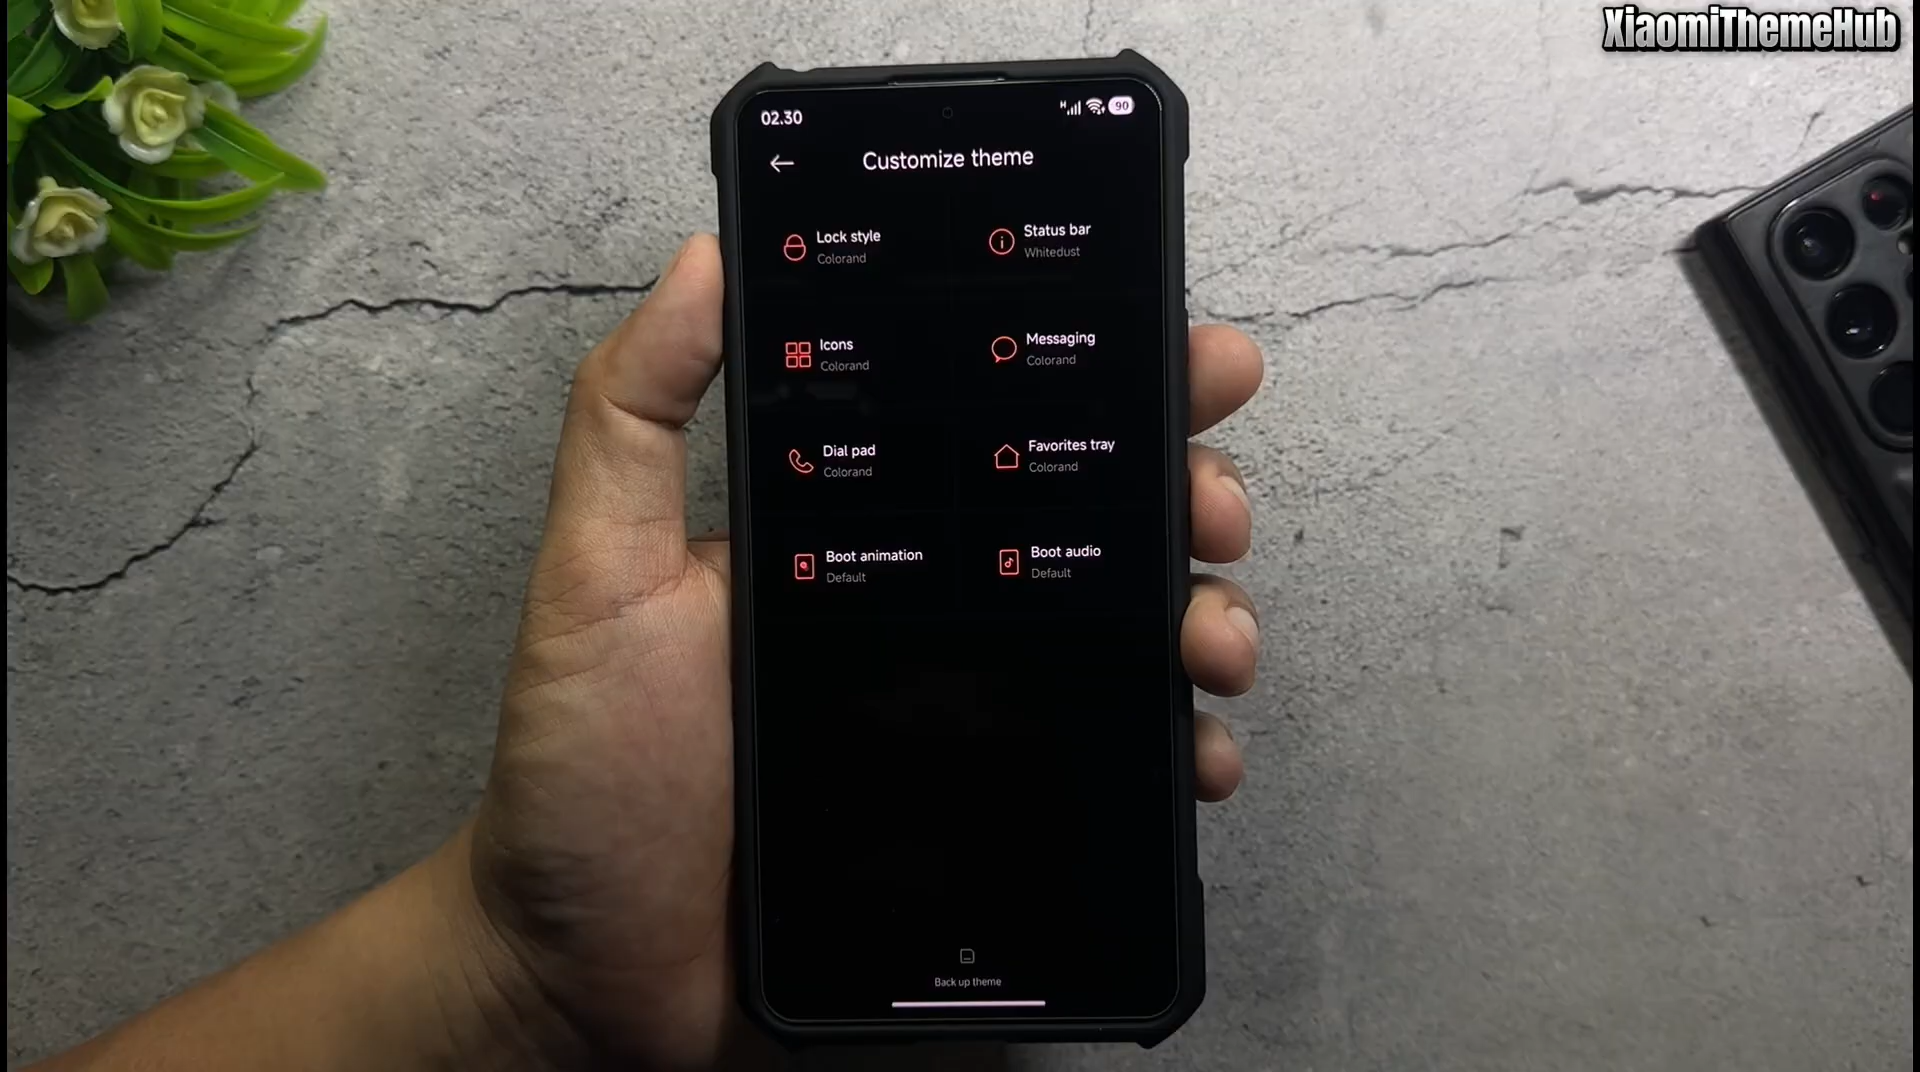 XiaomiThemeHub
02.30
H
90
Customize theme
Lock style
Colorand
Status bar
Whitedust
Icons
Colorand
Messaging
Colorand
Dial pad
Colorand
Favorites tray
Colorand
Boot animation
Default
Boot audio
Default
Back up theme